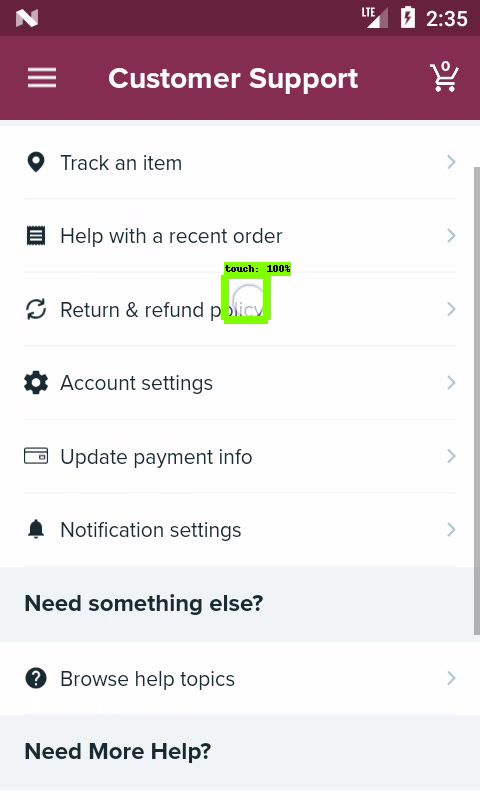 LTE 2:35
Customer Support 0
Track an item
Help with a recent order
touch: 100%
Return & refund policy
Account settings
Update payment info
Notification settings
Need something else?
Browse help topics
Need More Help?